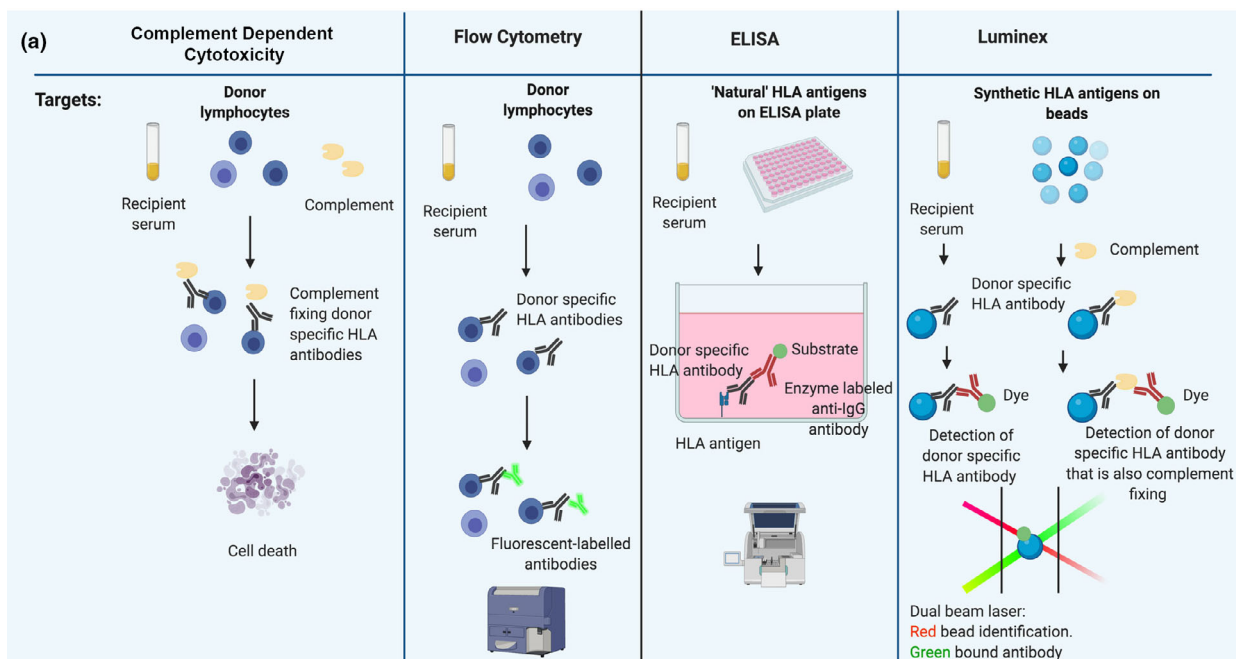 (a)
Complement Dependent
Cytotoxicity
Flow Cytometry
ELISA
Luminex
Targets:
Donor
lymphocytes
Recipient
serum
Complement
Complement
fixing donor
specific HLA
antibodies
Cell death
Donor
lymphocytes
Recipient
serum
Donor specific
HLA antibodies
Fluorescent-labelled
antibodies
'Natural' HLA antigens
on ELISA plate
Recipient
serum
Donor specific
HLA antibody
Substrate
Enzyme labeled
anti-IgG
antibody
HLA antigen
Synthetic HLA antigens on
beads
Recipient
serum
Complement
Donor specific
HLA antibody
Dye
Dye
Detection of
donor specific
HLA antibody
Detection of donor
specific HLA antibody
that is also complement
fixing
Dual beam laser:
Red bead identification.
Green bound antibody